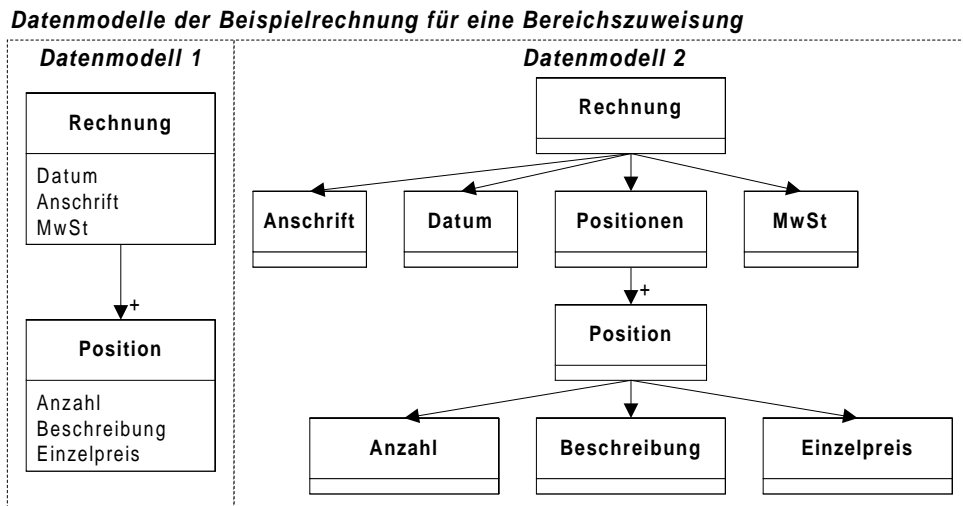 Datenmodelle der Beispielrechnung für eine Bereichszuweisung
Datenmodell 1
Rechnung
Datum
Anschrift
MwSt
+
Position
Anzahl
Beschreibung
Einzelpreis
Datenmodell 2
Rechnung
Anschrift Datum Positionen MwSt
+
Position
Anzahl Beschreibung Einzelpreis